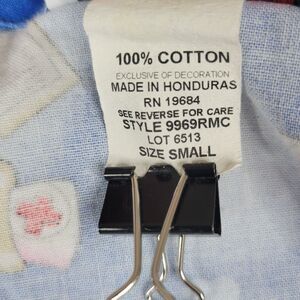 100% COTTON
EXCLUSIVE OF DECORATION
MADE IN HONDURAS
RN 19684
SEE REVERSE FOR CARE
STYLE 9969RMC
LOT 6513
SIZE SMALL